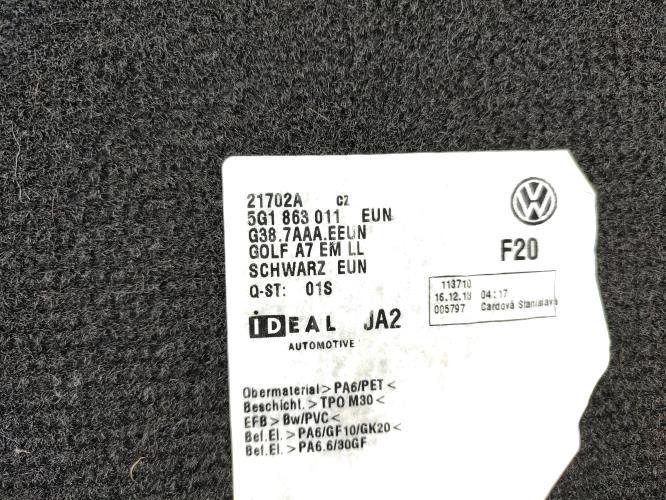 21702A CZ
5G1 863 011 EUN
G38.7AAA.EEUN
GOLF A7 EM LL
SCHWARZ EUN
Q-ST: 01S
F20
113710
16.12.13 04:17
005797 Čardová Stanislava
iDEAL JA2
AUTOMOTIVE
Obermaterial>PA6/PET<
Beschicht.>TPO M30<
EFB>Bw/PVC<
Bef.El.>PA6/GF10/GK20<
Bef.El.>PA6.6/30GF